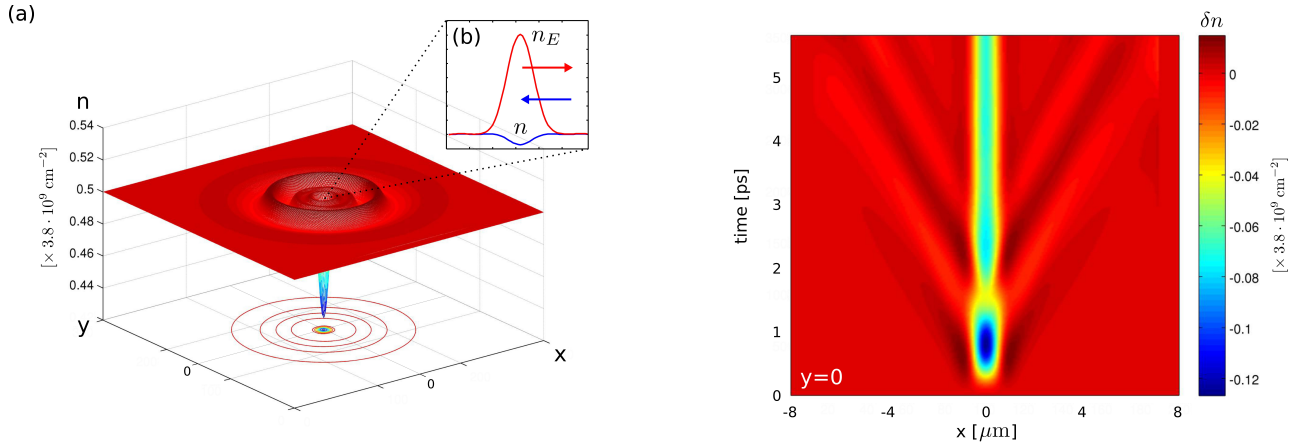 (a)
(b)
n_E
n
n
0.54
0.52
0.5
0.48
0.46
0.44
[× 3.8 · 10^9 cm^{-2}]
y
0
0
x
time [ps]
5
4
3
2
1
0
y=0
-8
-4
0
4
8
x [μm]
δn
0
-0.02
-0.04
-0.06
-0.08
-0.1
-0.12
[× 3.8 · 10^9 cm^{-2}]